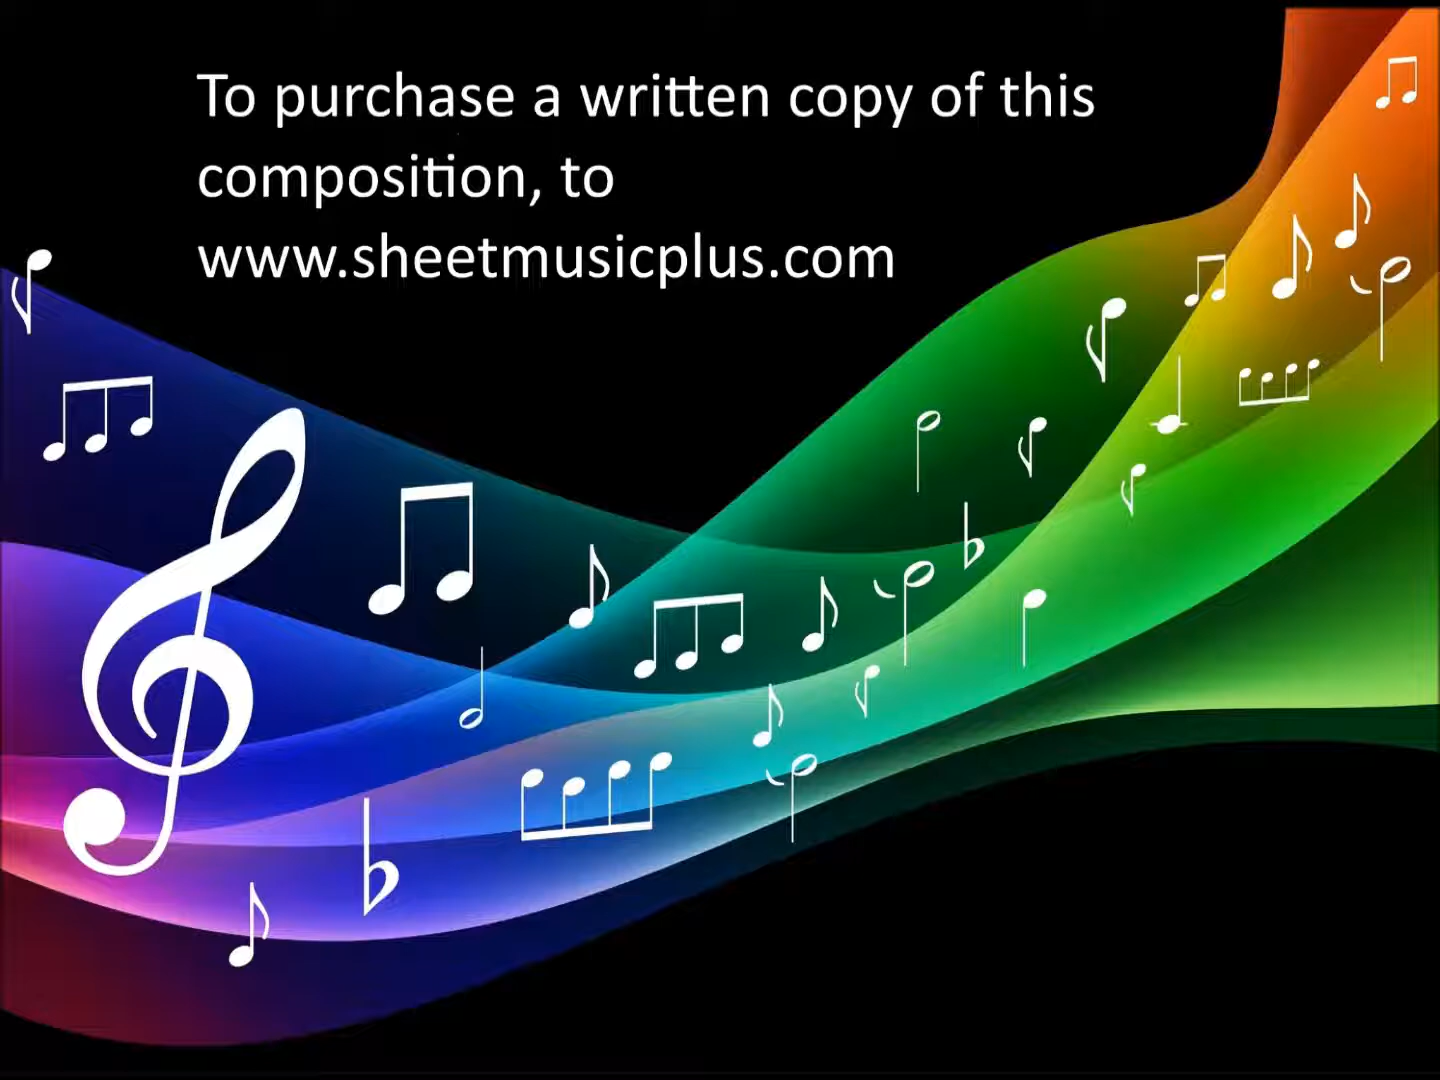 To purchase a written copy of this
composition, to
www.sheetmusicplus.com